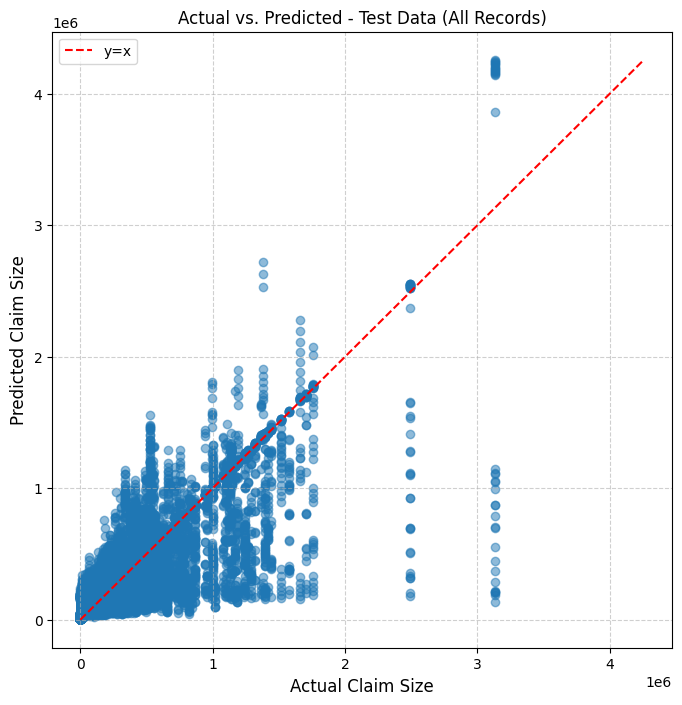 Actual vs. Predicted - Test Data (All Records)
1e6
y=x
4
3
2
1
0
Predicted Claim Size
0 1 2 3 4
1e6
Actual Claim Size